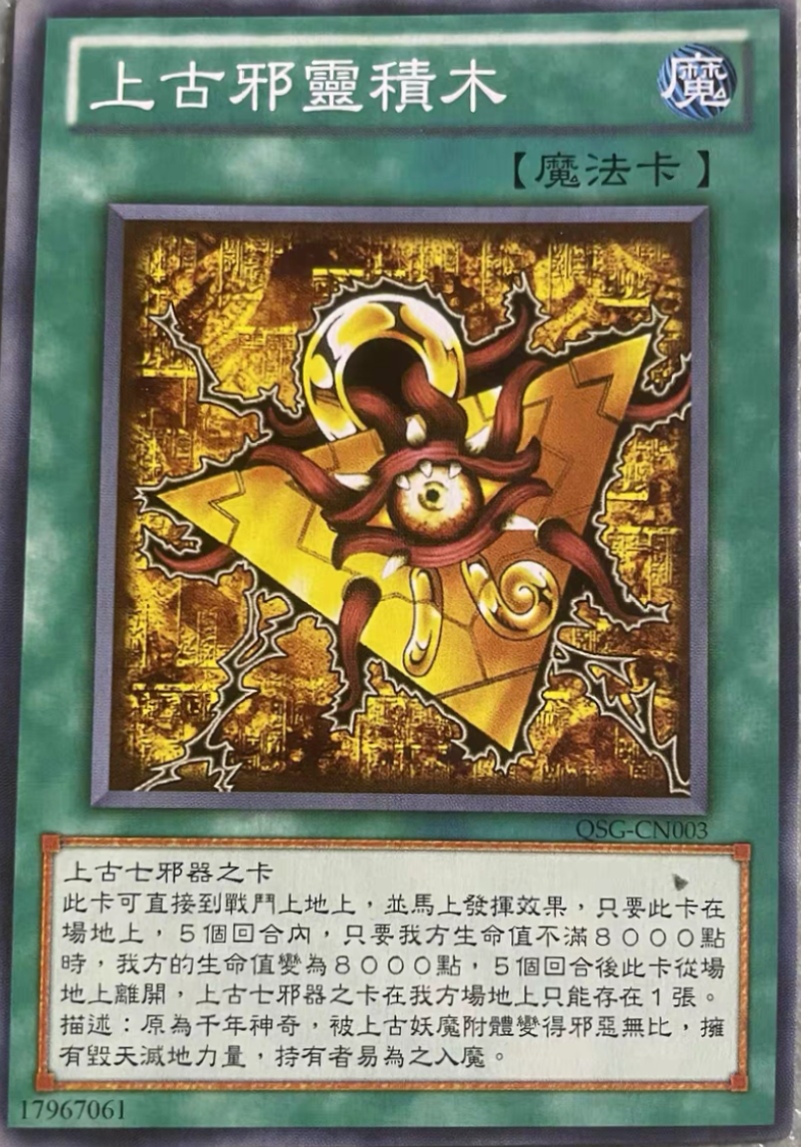 上古邪靈積木
魔
【魔法卡】
QSG-CN003
上古七邪器之卡
此卡可直接到戰鬥上地上，並馬上發揮效果，只要此卡在
場地上，５個回合內，只要我方生命值不滿８０００點
時，我方的生命值變為８０００點，５個回合後此卡從場
地上離開，上古七邪器之卡在我方場地上只能存在１張。
描述：原為千年神奇，被上古妖魔附體變得邪惡無比，擁
有毀天滅地力量，持有者易為之入魔。
17967061